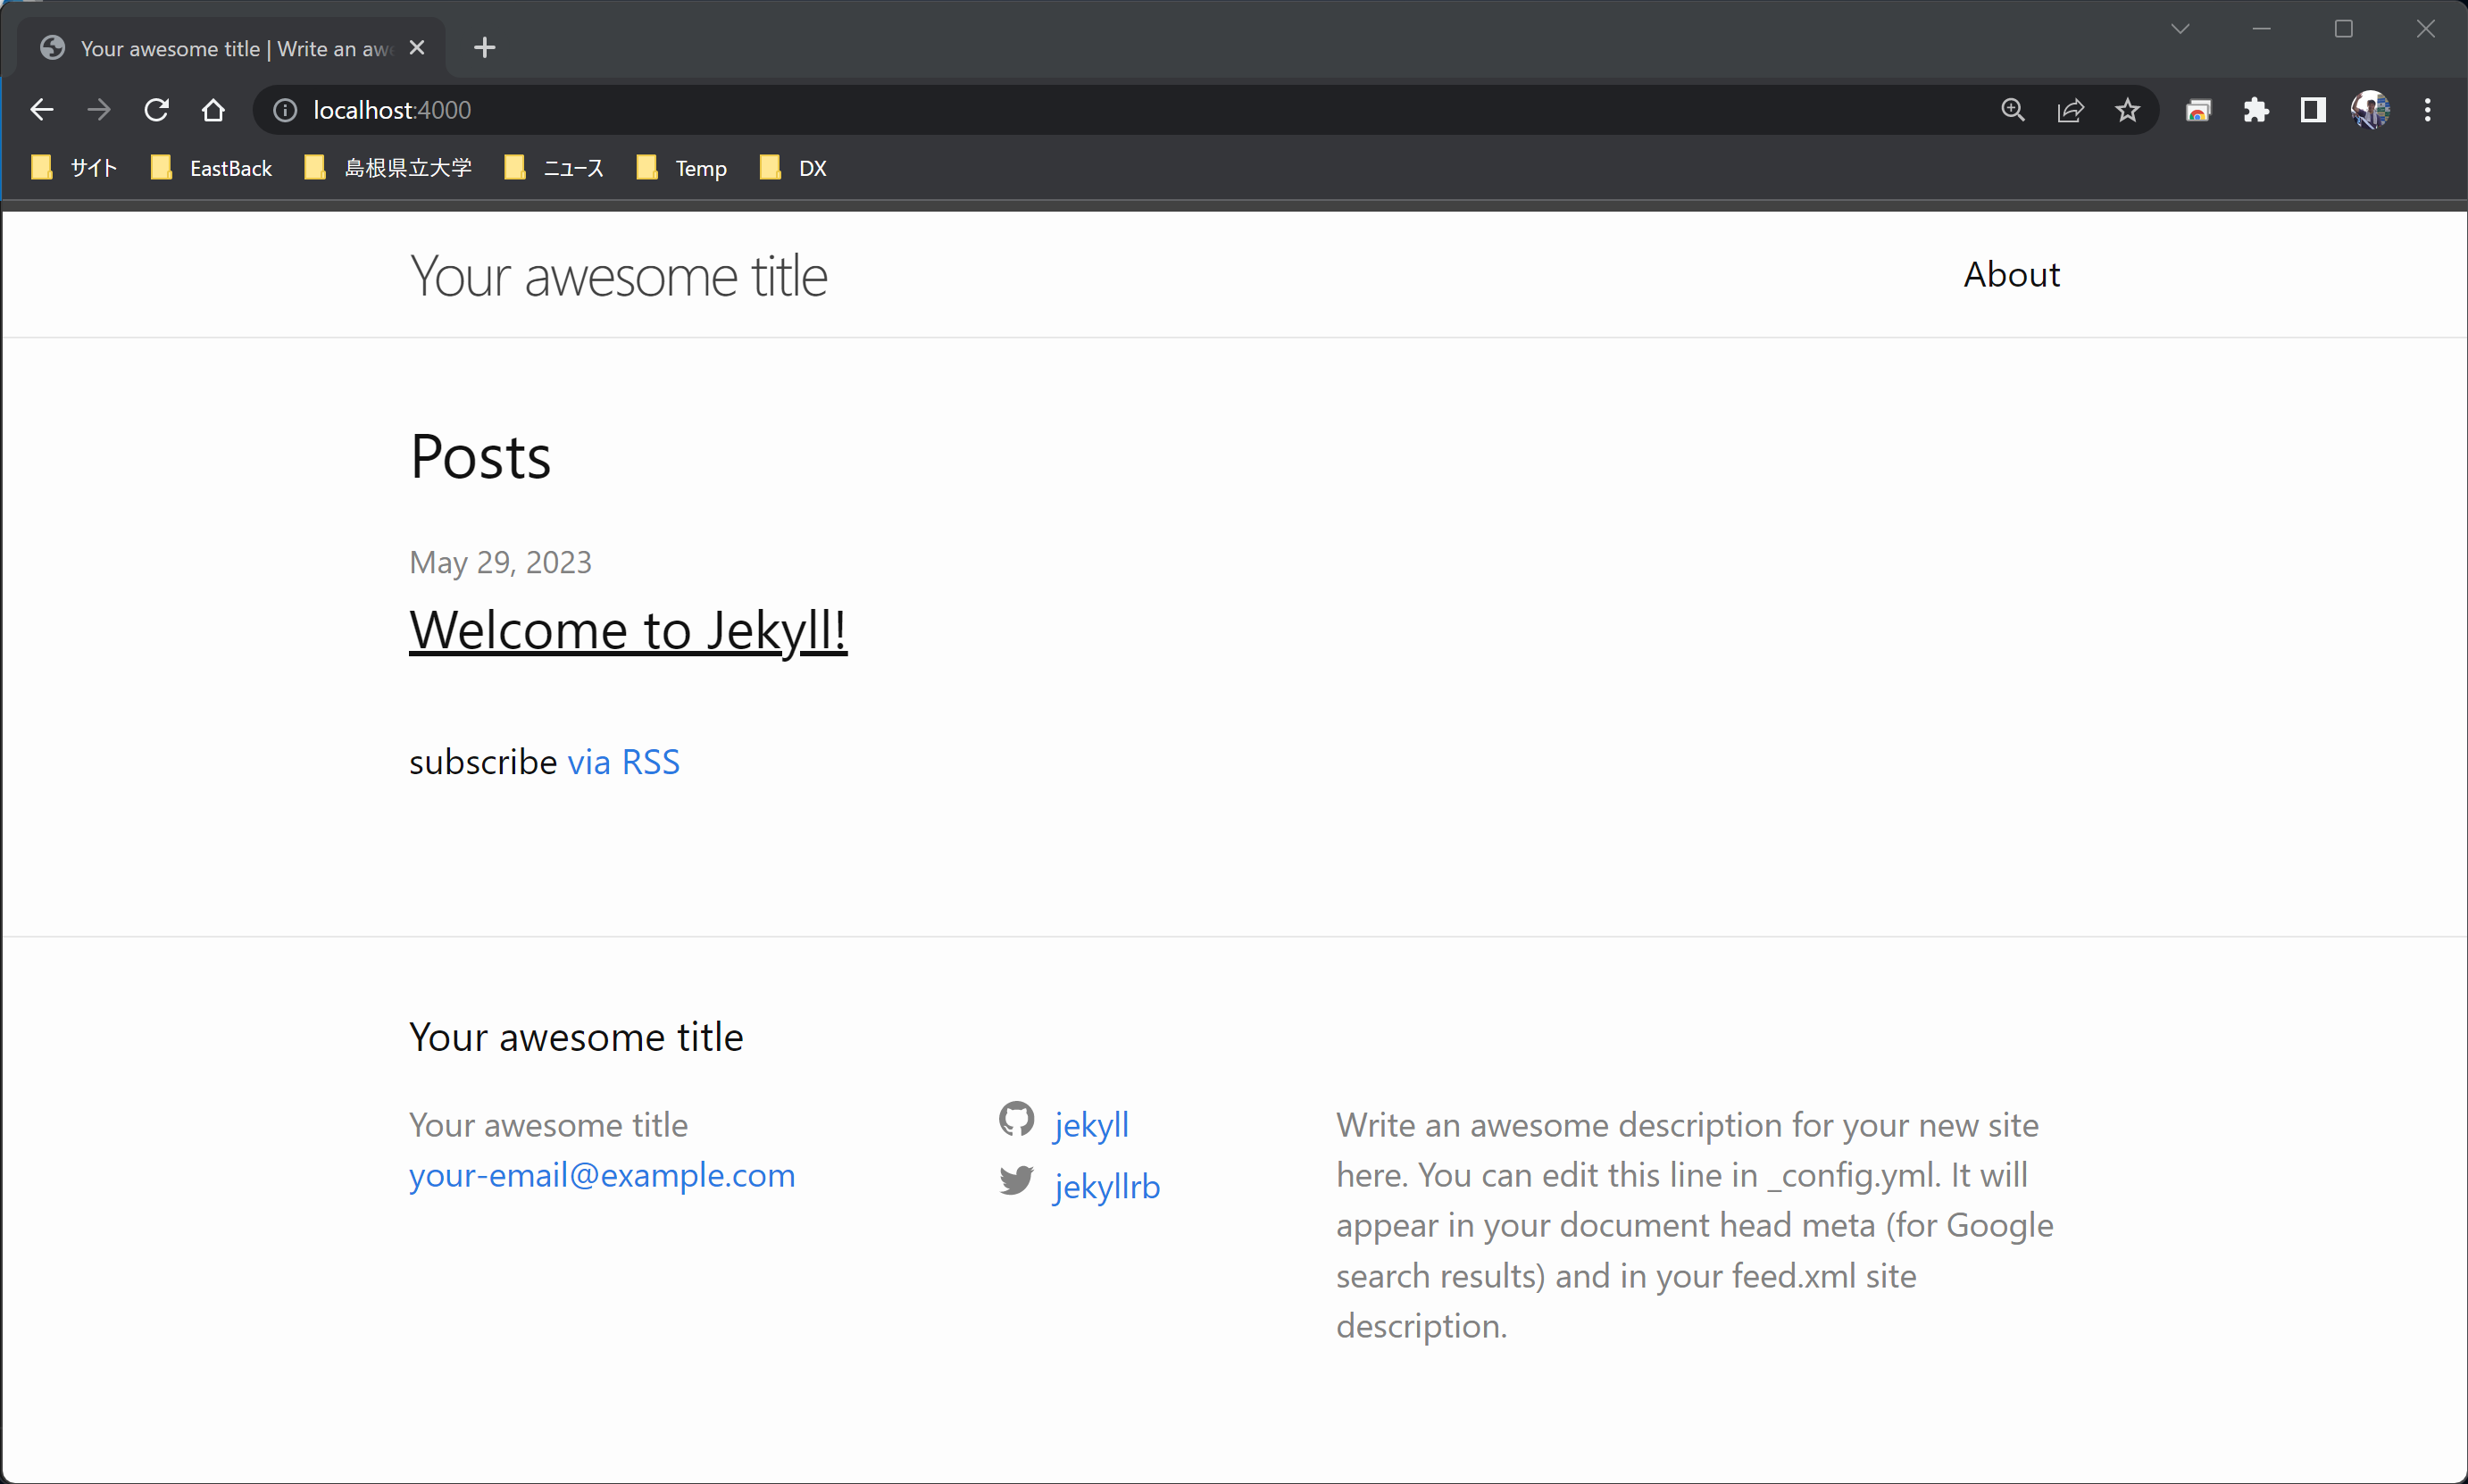 Your awesome title | Write an aw
localhost:4000
サイト EastBack 島根県立大学 ニュース Temp DX
Your awesome title About
Posts
May 29, 2023
Welcome to Jekyll!
subscribe via RSS
Your awesome title
Your awesome title
your-email@example.com
jekyll
jekyllrb
Write an awesome description for your new site
here. You can edit this line in _config.yml. It will
appear in your document head meta (for Google
search results) and in your feed.xml site
description.